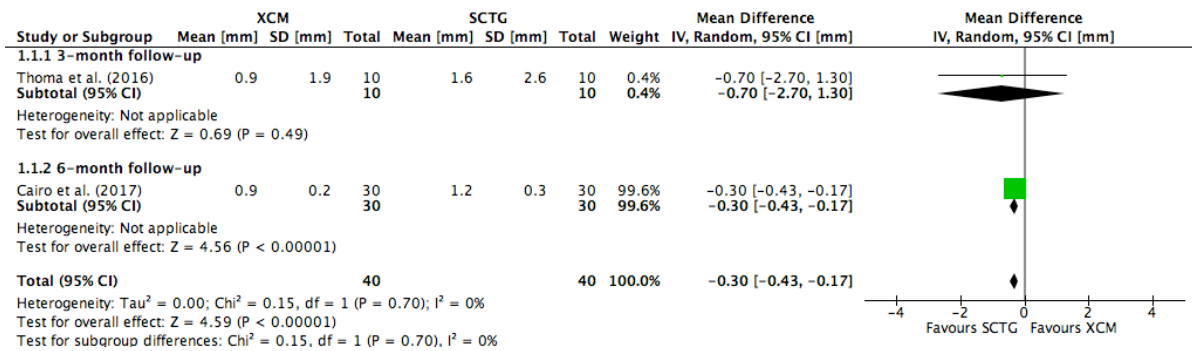 XCM SCTG Mean Difference Mean Difference
Study or Subgroup Mean [mm] SD [mm] Total Mean [mm] SD [mm] Total Weight IV, Random, 95% CI [mm] IV, Random, 95% CI [mm]
1.1.1 3-month follow-up
Thoma et al. (2016) 0.9 1.9 10 1.6 2.6 10 0.4% -0.70 [-2.70, 1.30]
Subtotal (95% CI) 10 10 0.4% -0.70 [-2.70, 1.30]
Heterogeneity: Not applicable
Test for overall effect: Z = 0.69 (P = 0.49)
1.1.2 6-month follow-up
Cairo et al. (2017) 0.9 0.2 30 1.2 0.3 30 99.6% -0.30 [-0.43, -0.17]
Subtotal (95% CI) 30 30 99.6% -0.30 [-0.43, -0.17]
Heterogeneity: Not applicable
Test for overall effect: Z = 4.56 (P < 0.00001)
Total (95% CI) 40 40 100.0% -0.30 [-0.43, -0.17]
Heterogeneity: Tau² = 0.00; Chi² = 0.15, df = 1 (P = 0.70); I² = 0%
Test for overall effect: Z = 4.59 (P < 0.00001)
Test for subgroup differences: Chi² = 0.15, df = 1 (P = 0.70), I² = 0%
-4 -2 0 2 4
Favours SCTG Favours XCM